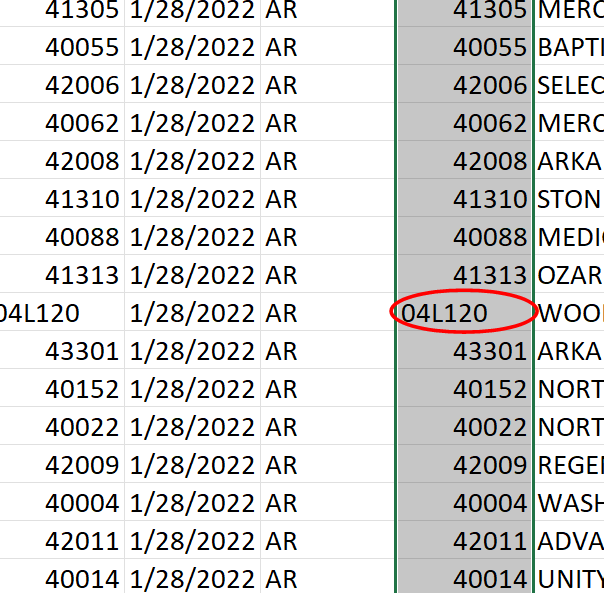 41305 1/28/2022 AR 41305 MERC
40055 1/28/2022 AR 40055 BAPTI
42006 1/28/2022 AR 42006 SELEC
40062 1/28/2022 AR 40062 MERC
42008 1/28/2022 AR 42008 ARKA
41310 1/28/2022 AR 41310 STON
40088 1/28/2022 AR 40088 MEDI
41313 1/28/2022 AR 41313 OZAR
04L120 1/28/2022 AR 04L120 WOO
43301 1/28/2022 AR 43301 ARKA
40152 1/28/2022 AR 40152 NORT
40022 1/28/2022 AR 40022 NORT
42009 1/28/2022 AR 42009 REGE
40004 1/28/2022 AR 40004 WASH
42011 1/28/2022 AR 42011 ADVA
40014 1/28/2022 AR 40014 UNITY